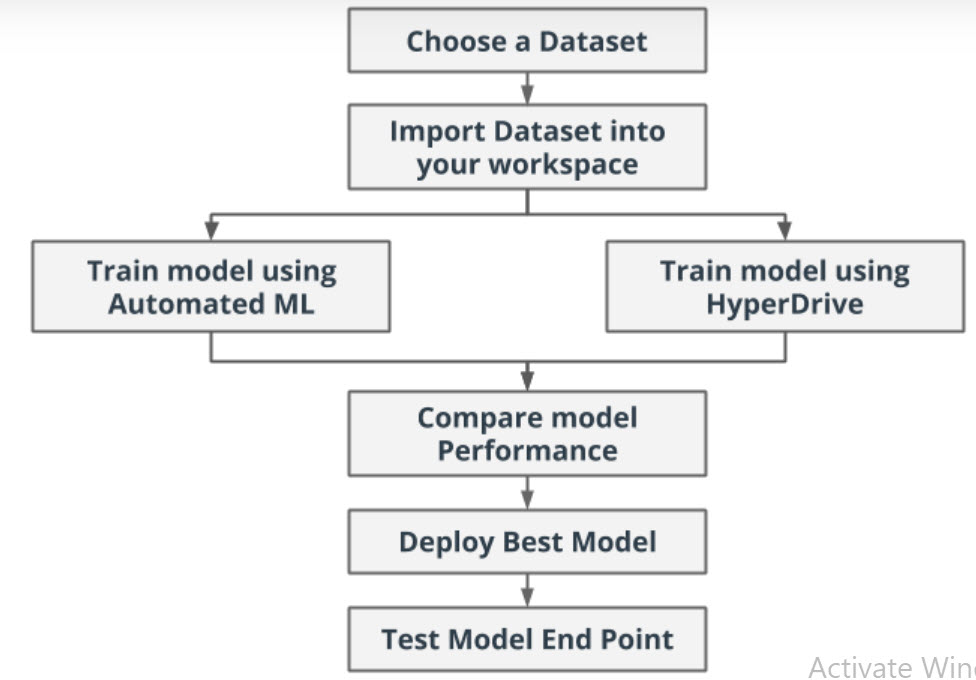 Choose a Dataset
Import Dataset into
your workspace
Train model using
Automated ML
Train model using
HyperDrive
Compare model
Performance
Deploy Best Model
Test Model End Point
Activate Win